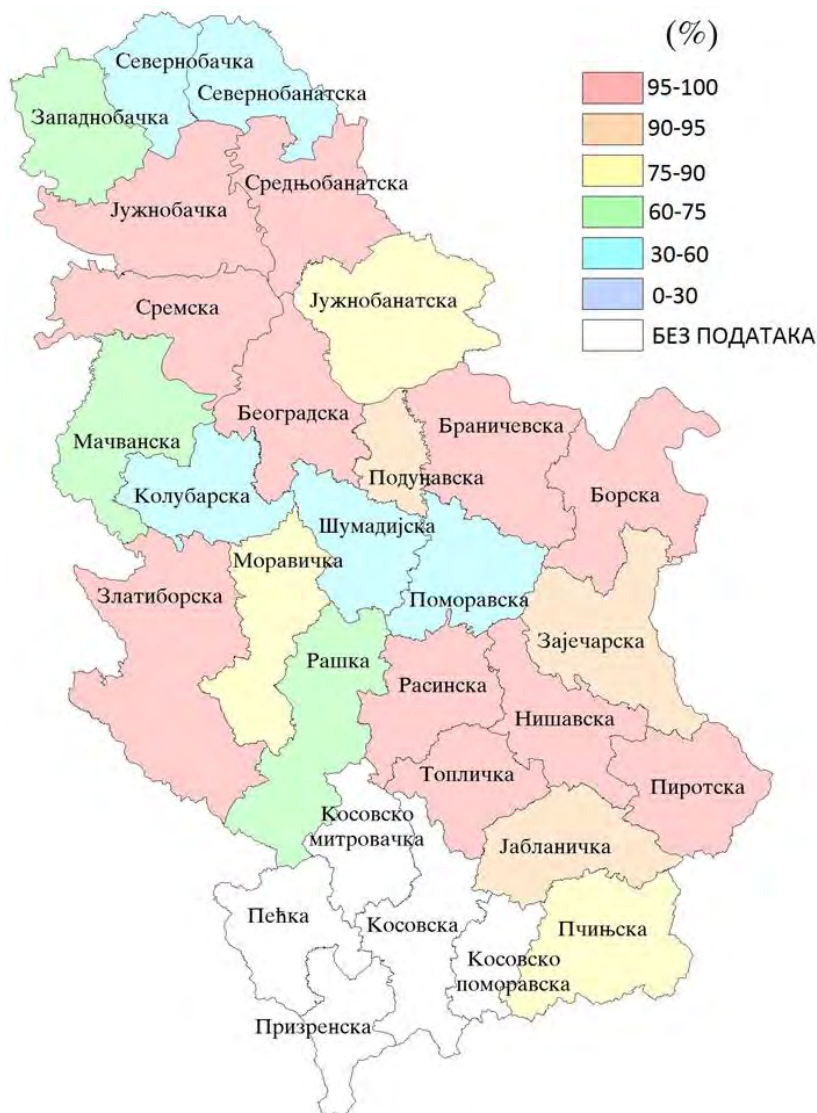 (%)
95-100
90-95
75-90
60-75
30-60
0-30
БЕЗ ПОДАТАКА
Севернобачка
Севернобанатска
Западнобачка
Средњобанатска
Јужнобачка
Јужнобанатска
Сремска
Београдска
Мачванска
Браничевска
Подунавска
Колубарска
Борска
Шумадијска
Моравичка
Златиборска
Поморавска
Зајечарска
Рашка
Расинска
Нишавска
Топличка
Пиротска
Косовско
митровачка
Јабланичка
Пећка
Косовска
Пчињска
Косовско
поморавска
Призренска